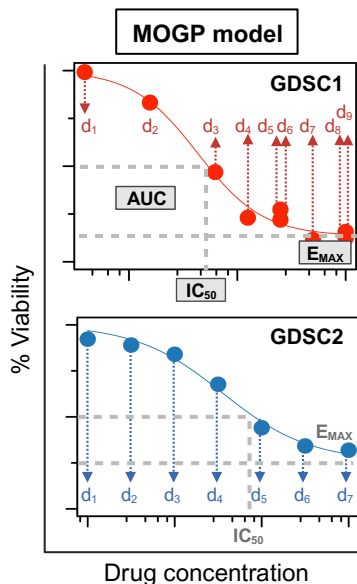 MOGP model
GDSC1
d1 d2 d3 d4 d5 d6 d7 d8 d9
AUC
EMAX
IC50
% Viability
GDSC2
EMAX
d1 d2 d3 d4 d5 d6 d7
IC50
Drug concentration